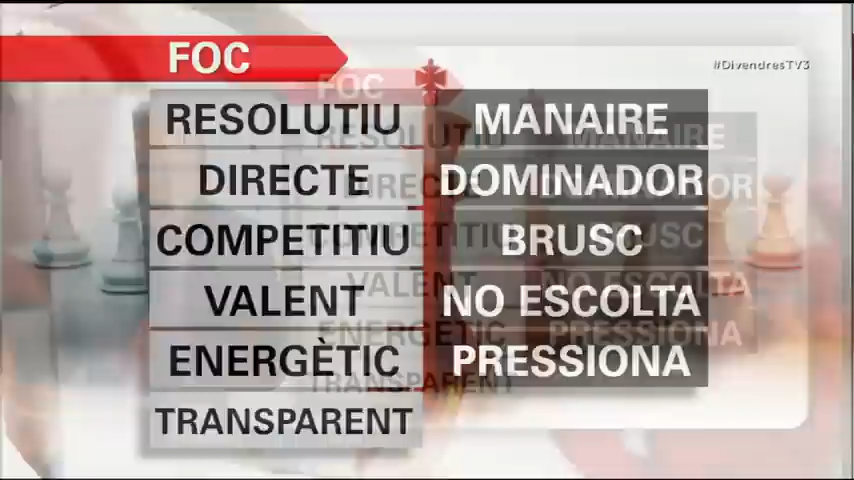 FOC
#DivendresTV3
RESOLUTIU
MANAIRE
DIRECTE
DOMINADOR
COMPETITIU
BRUSC
VALENT
NO ESCOLTA
ENERGÈTIC
PRESSIONA
TRANSPARENT